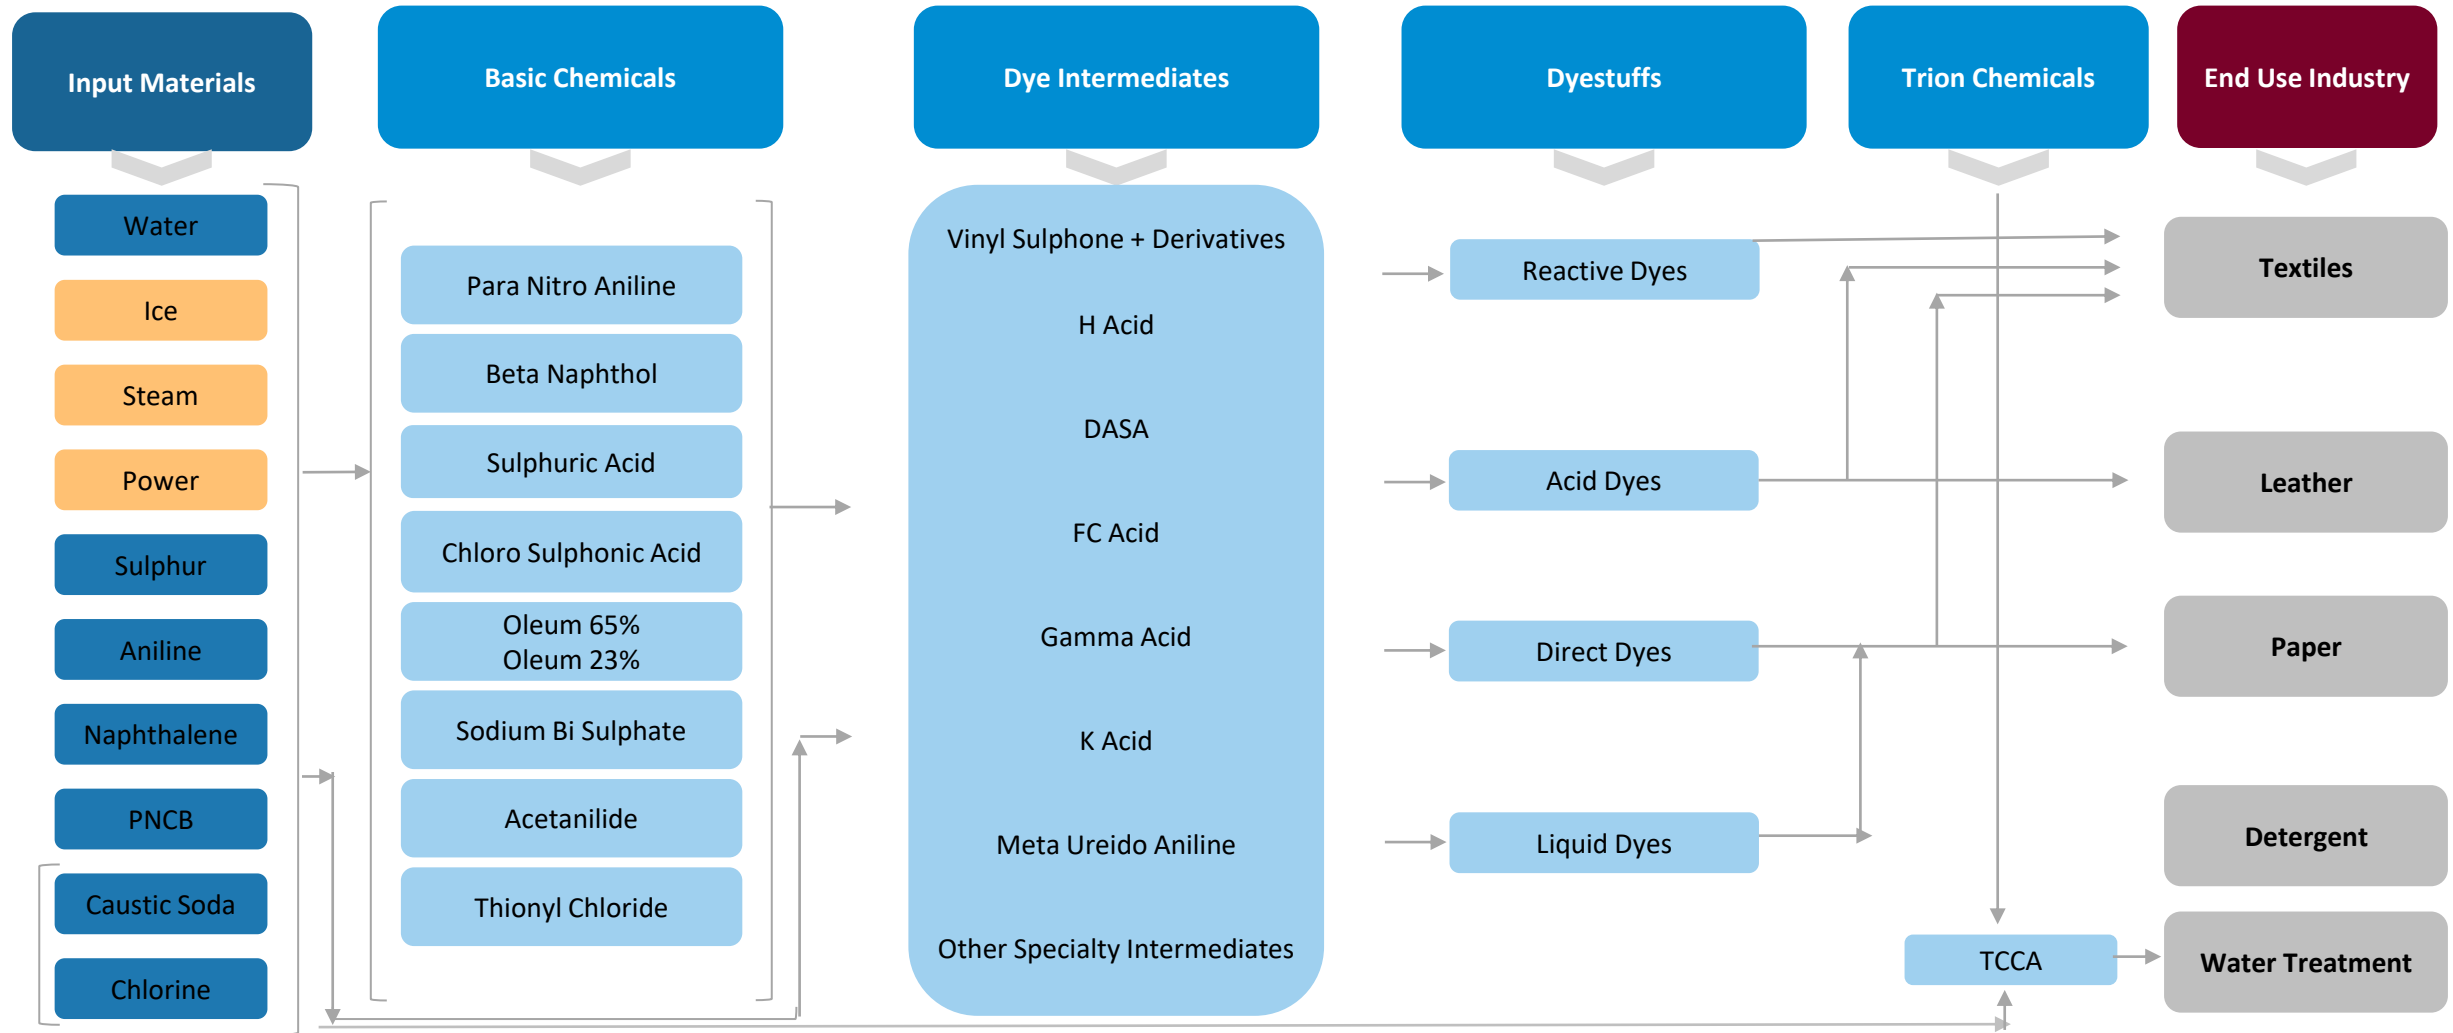 Input Materials
Basic Chemicals
Dye Intermediates
Dyestuffs
Trion Chemicals
End Use Industry
Water
Ice
Steam
Power
Sulphur
Aniline
Naphthalene
PNCB
Caustic Soda
Chlorine
Para Nitro Aniline
Beta Naphthol
Sulphuric Acid
Chloro Sulphonic Acid
Oleum 65%
Oleum 23%
Sodium Bi Sulphate
Acetanilide
Thionyl Chloride
Vinyl Sulphone + Derivatives
H Acid
DASA
FC Acid
Gamma Acid
K Acid
Meta Ureido Aniline
Other Specialty Intermediates
Reactive Dyes
Acid Dyes
Direct Dyes
Liquid Dyes
TCCA
Textiles
Leather
Paper
Detergent
Water Treatment